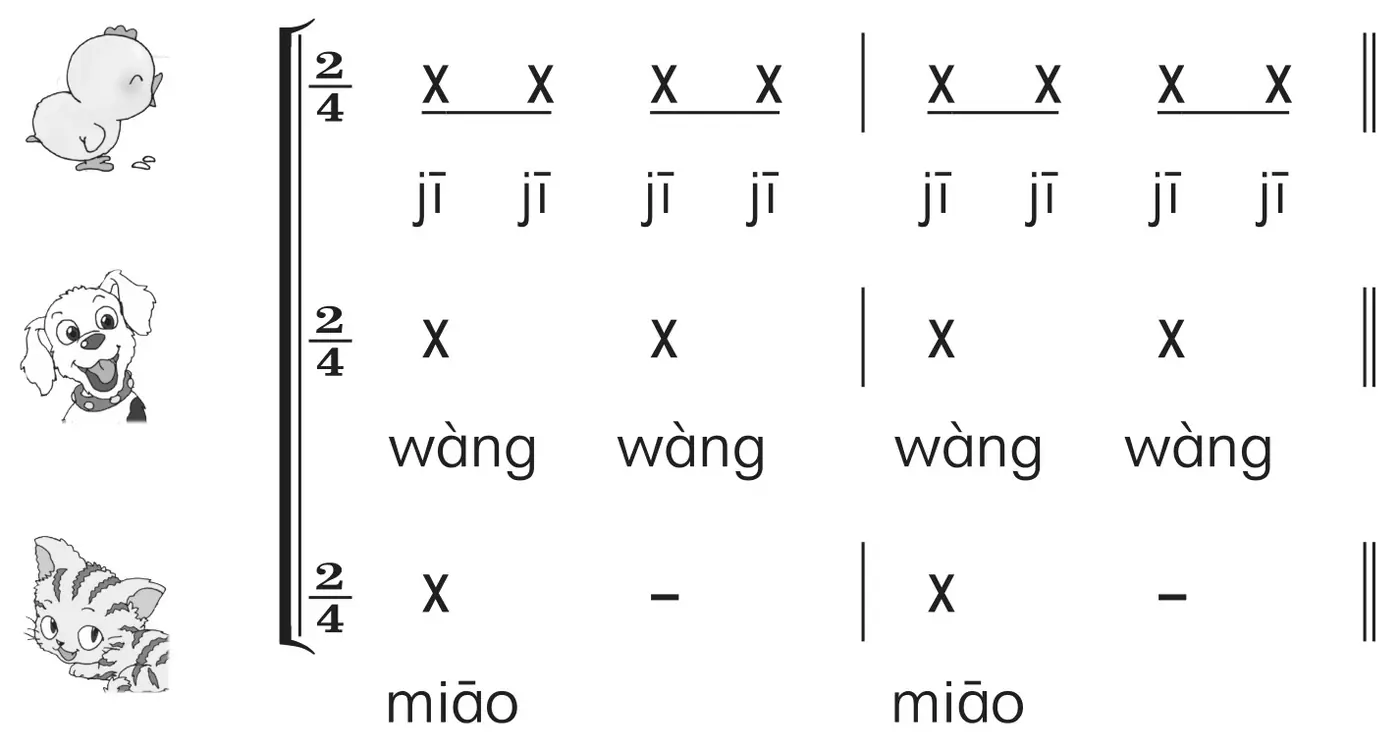 2/4 X X X X | X X X X ‖
jī jī jī jī jī jī jī jī
2/4 X X | X X ‖
wàng wàng wàng wàng
2/4 X – | X – ‖
miāo miāo